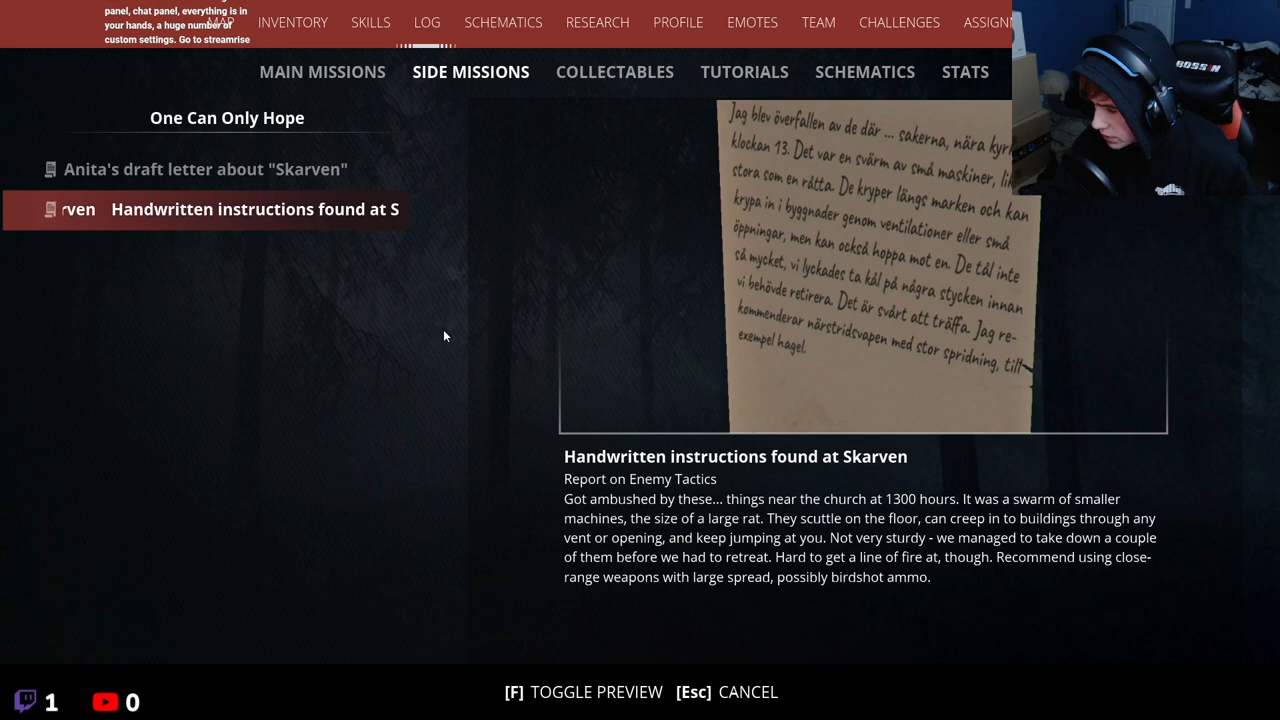 panel, chat panel, everything is in
your hands, a huge number of
custom settings. Go to streamrise
MAP INVENTORY SKILLS LOG SCHEMATICS RESEARCH PROFILE EMOTES TEAM CHALLENGES ASSIGN
MAIN MISSIONS SIDE MISSIONS COLLECTABLES TUTORIALS SCHEMATICS STATS
One Can Only Hope
Anita's draft letter about "Skarven"
rven Handwritten instructions found at S
Jag blev överfallen av de där ... sakerna, nära
klockan 13. Det var en svärm av små maskiner,
stora som en råtta. De kryper längs marken och kan
krypa in i byggnader genom ventilationer eller små
öppningar, men kan också hoppa mot en. De tål inte
så mycket, vi lyckades ta kål på några stycken innan
vi behövde retirera. Det är svårt att träffa. Jag re-
kommenderar närstridsvapen med stor spridning, till
exempel hagel.
Handwritten instructions found at Skarven
Report on Enemy Tactics
Got ambushed by these... things near the church at 1300 hours. It was a swarm of smaller
machines, the size of a large rat. They scuttle on the floor, can creep in to buildings through any
vent or opening, and keep jumping at you. Not very sturdy - we managed to take down a couple
of them before we had to retreat. Hard to get a line of fire at, though. Recommend using close-
range weapons with large spread, possibly birdshot ammo.
[F] TOGGLE PREVIEW [Esc] CANCEL
1 0